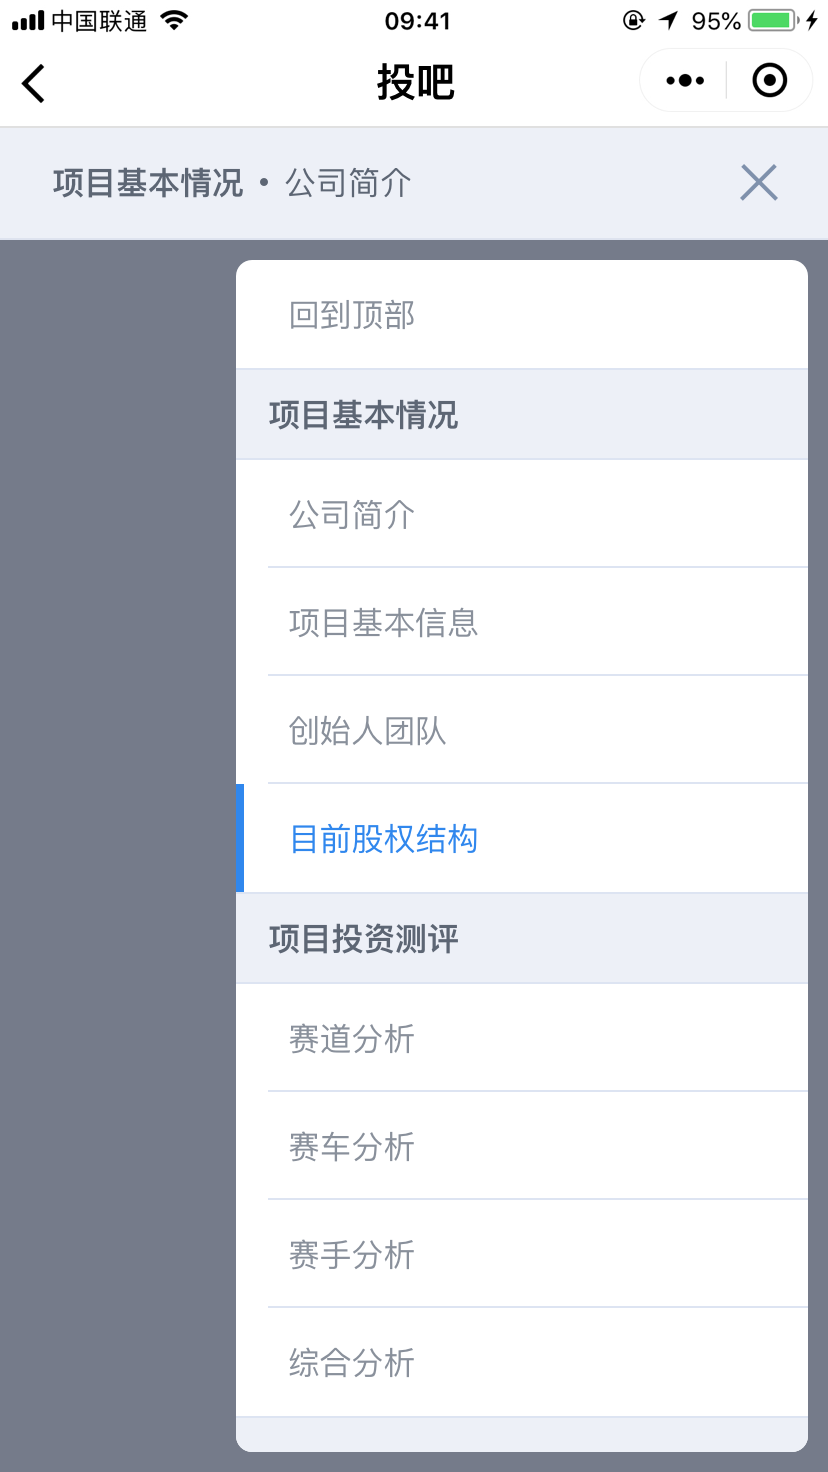 中国联通 09:41 95%
投吧
项目基本情况 • 公司简介
回到顶部
项目基本情况
公司简介
项目基本信息
创始人团队
目前股权结构
项目投资测评
赛道分析
赛车分析
赛手分析
综合分析